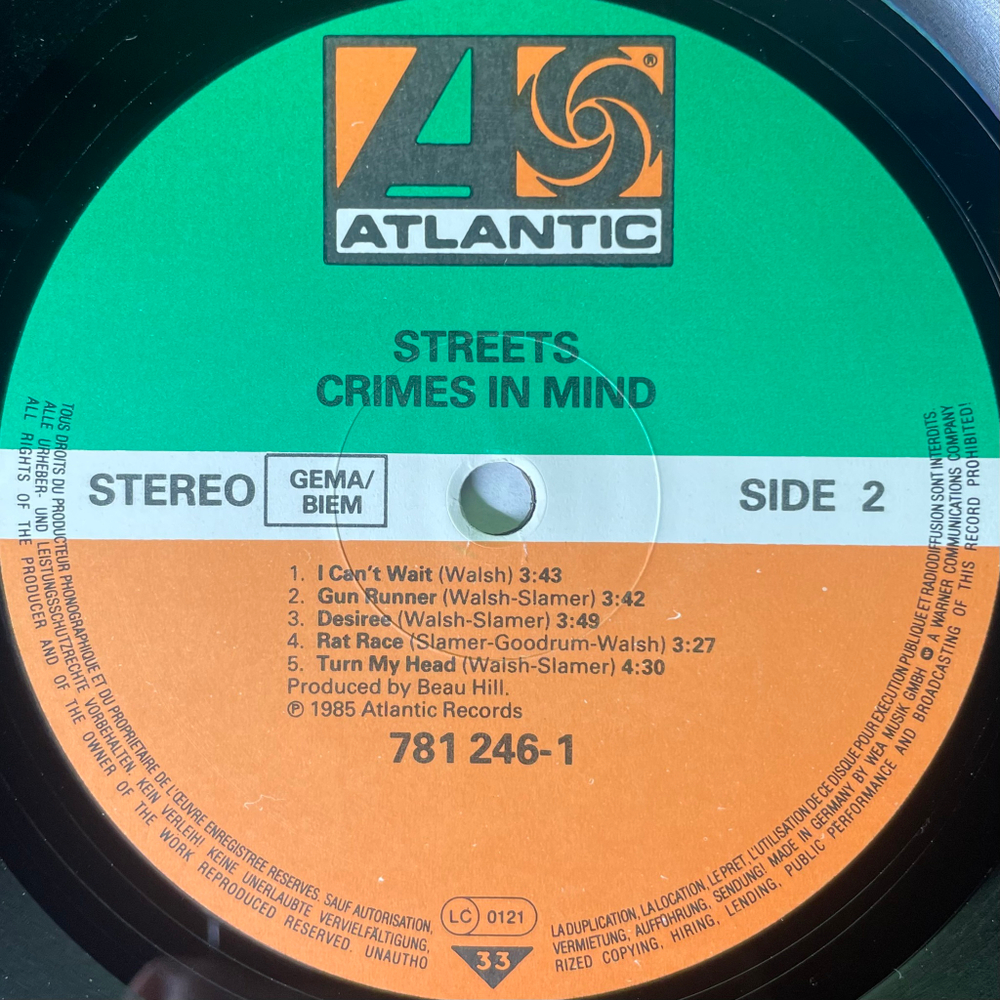 ®
ATLANTIC
STREETS
CRIMES IN MIND
STEREO
GEMA/
BIEM
SIDE 2
1. I Can't Wait (Walsh) 3:43
2. Gun Runner (Walsh-Slamer) 3:42
3. Desiree (Walsh-Slamer) 3:49
4. Rat Race (Slamer-Goodrum-Walsh) 3:27
5. Turn My Head (Walsh-Slamer) 4:30
Produced by Beau Hill.
℗ 1985 Atlantic Records
781 246-1
TOUS DROITS DU PRODUCTEUR PHONOGRAPHIQUE ET DU PROPRIETAIRE DE L'ŒUVRE ENREGISTREE RESERVES. SAUF AUTORISATION, LA DUPLICATION, LA LOCATION, LE PRET, L'UTILISATION DE CE DISQUE POUR EXECUTION PUBLIQUE ET RADIODIFFUSION SONT INTERDITS.
ALLE URHEBER- UND LEISTUNGSSCHUTZRECHTE VORBEHALTEN. KEIN VERLEIH! KEINE UNERLAUBTE VERVIELFÄLTIGUNG, VERMIETUNG, AUFFÜHRUNG, SENDUNG! MADE IN GERMANY BY WEA MUSIK GMBH A WARNER COMMUNICATIONS COMPANY
ALL RIGHTS OF THE PRODUCER AND OF THE OWNER OF THE WORK REPRODUCED RESERVED. UNAUTHORIZED COPYING, HIRING, LENDING, PUBLIC PERFORMANCE AND BROADCASTING OF THIS RECORD PROHIBITED!
LC 0121
33